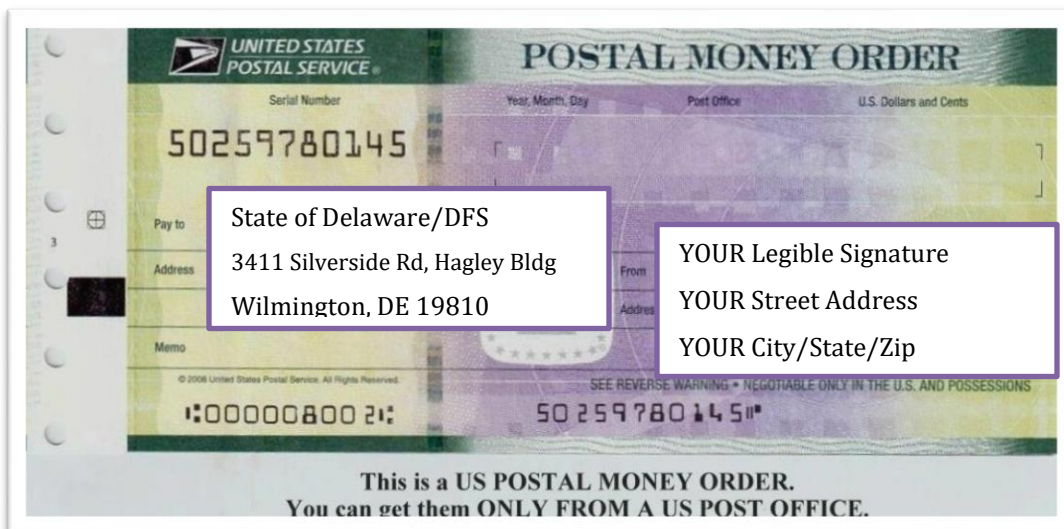 UNITED STATES
POSTAL SERVICE®
POSTAL MONEY ORDER
Serial Number
Year, Month, Day
Post Office
U.S. Dollars and Cents
50259780145
Pay to
State of Delaware/DFS
3411 Silverside Rd, Hagley Bldg
Wilmington, DE 19810
Address
From
YOUR Legible Signature
YOUR Street Address
YOUR City/State/Zip
Address
3
Memo
© 2008 United States Postal Service. All Rights Reserved.
SEE REVERSE WARNING • NEGOTIABLE ONLY IN THE U.S. AND POSSESSIONS
⑆000008002⑆
50259780145⑈
This is a US POSTAL MONEY ORDER.
You can get them ONLY FROM A US POST OFFICE.